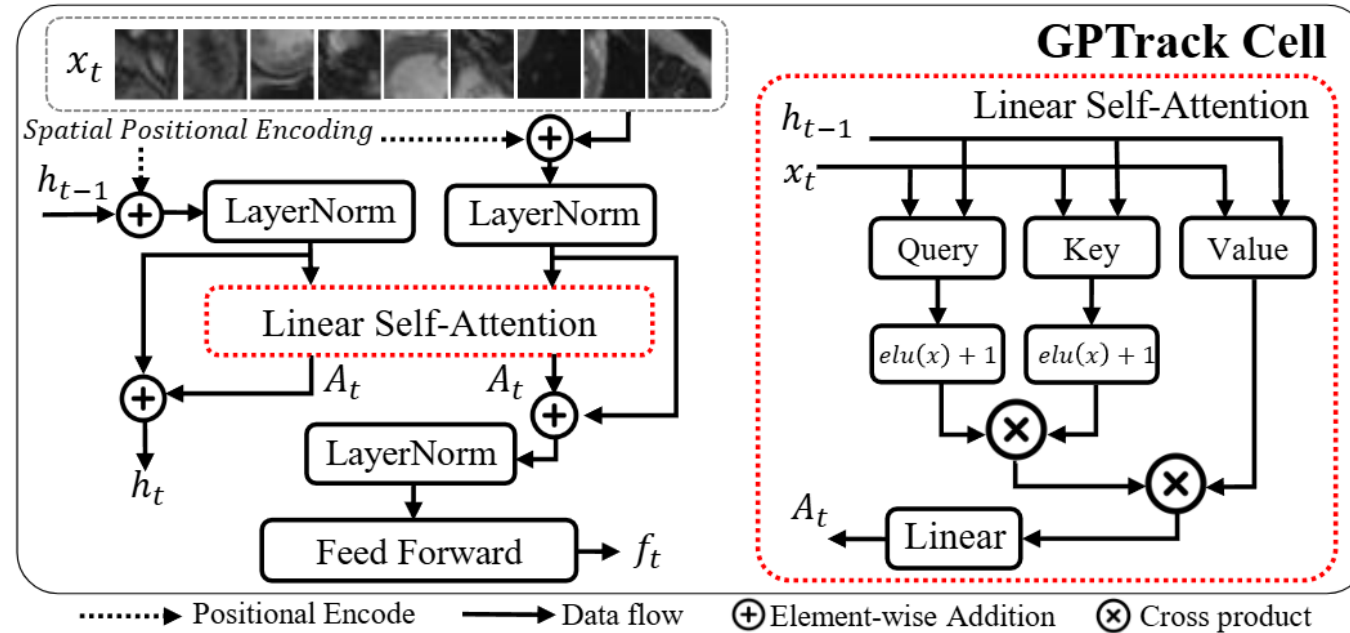 GPTrack Cell
x_t
Spatial Positional Encoding
h_{t-1}
LayerNorm
LayerNorm
Linear Self-Attention
A_t
A_t
LayerNorm
h_t
Feed Forward
f_t
Linear Self-Attention
h_{t-1}
x_t
Query
Key
Value
elu(x) + 1
elu(x) + 1
A_t
Linear
Positional Encode
Data flow
Element-wise Addition
Cross product